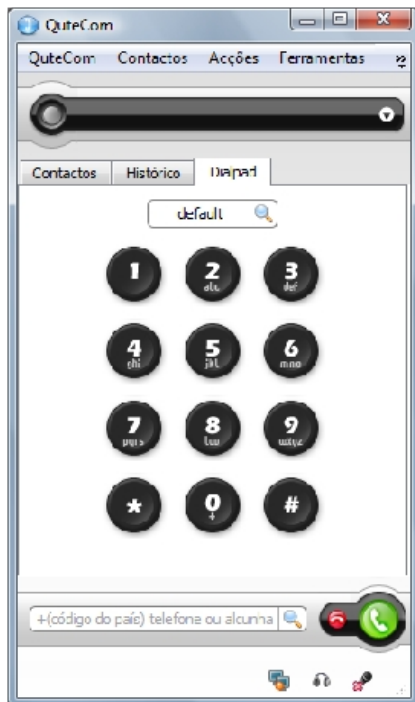 QuteCom
QuteCom Contactos Acções Ferramentas »
Contactos Histórico Dialpad
default
1 2 abc 3 def
4 ghi 5 jkl 6 mno
7 pqrs 8 tuv 9 wxyz
* 0 + #
+(código do país) telefone ou alcunha